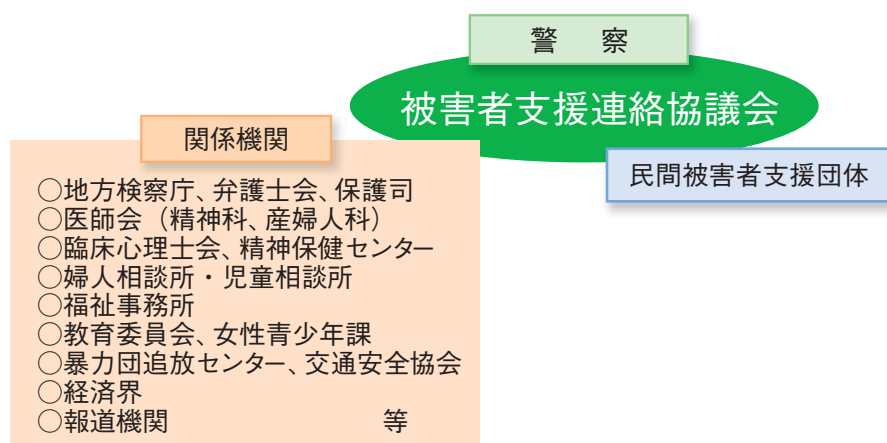 警　察
被害者支援連絡協議会
関係機関
民間被害者支援団体
○地方検察庁、弁護士会、保護司
○医師会（精神科、産婦人科）
○臨床心理士会、精神保健センター
○婦人相談所・児童相談所
○福祉事務所
○教育委員会、女性青少年課
○暴力団追放センター、交通安全協会
○経済界
○報道機関　　　　　　　等